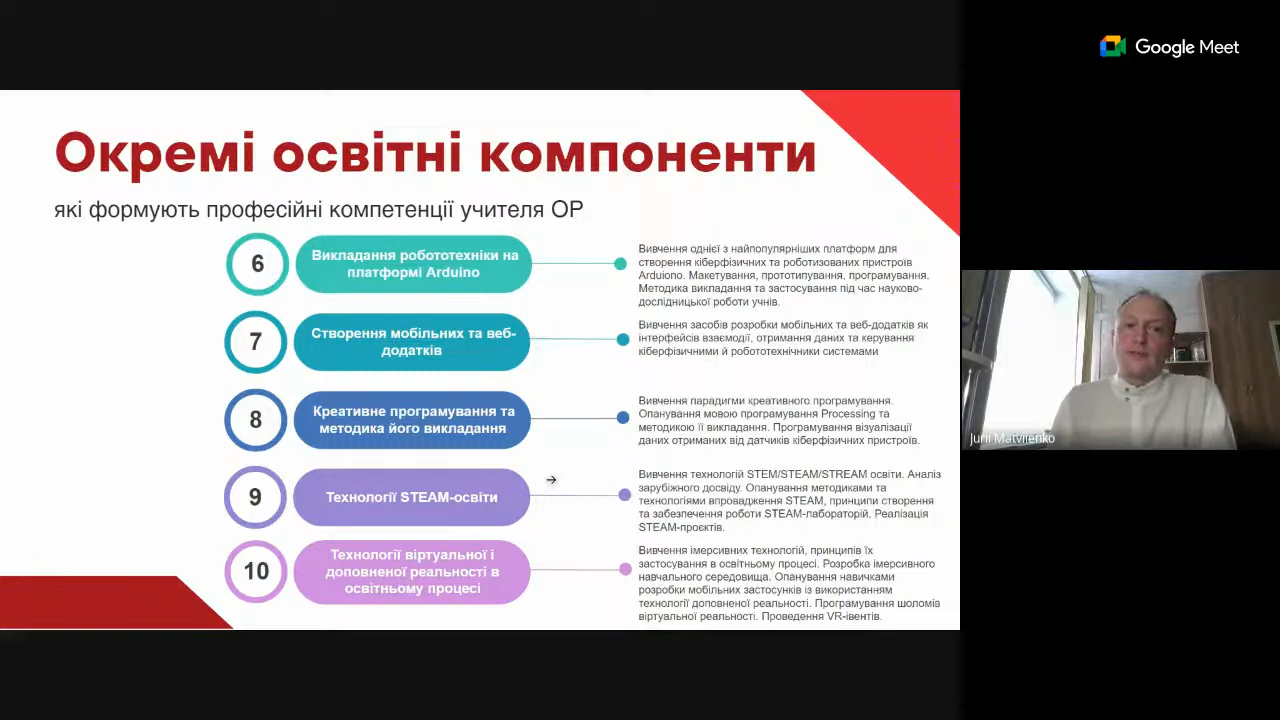 Google Meet
Окремі освітні компоненти
які формують професійні компетенції учителя ОР
6
Викладання робототехніки на
платформі Arduino
Вивчення однієї з найпопулярніших платформ для
створення кіберфізичних та роботизованих пристроїв
Arduiono. Макетування, прототипування, програмування.
Методика викладання та застосування під час науково-
дослідницької роботи учнів.
7
Створення мобільних та веб-
додатків
Вивчення засобів розробки мобільних та веб-додатків як
інтерфейсів взаємодії, отримання даних та керування
кіберфізичними й робототехнічники системами
8
Креативне програмування та
методика його викладання
Вивчення парадигми креативного програмування.
Опанування мовою програмування Processing та
методикою її викладання. Програмування візуалізації
даних отриманих від датчиків кіберфізичних пристроїв.
9
Технології STEAM-освіти
Вивчення технологій STEM/STEAM/STREAM освіти. Аналіз
зарубіжного досвіду. Опанування методиками та
технологіями впровадження STEAM, принципи створення
та забезпечення роботи STEAM-лабораторій. Реалізація
STEAM-проєктів.
10
Технології віртуальної і
доповненої реальності в
освітньому процесі
Вивчення імерсивних технологій, принципів їх
застосування в освітньому процесі. Розробка імерсивного
навчального середовища. Опанування навичками
розробки мобільних застосунків із використанням
технології доповненої реальності. Програмування шоломів
віртуальної реальності. Проведення VR-івентів.
Jurii Matviienko